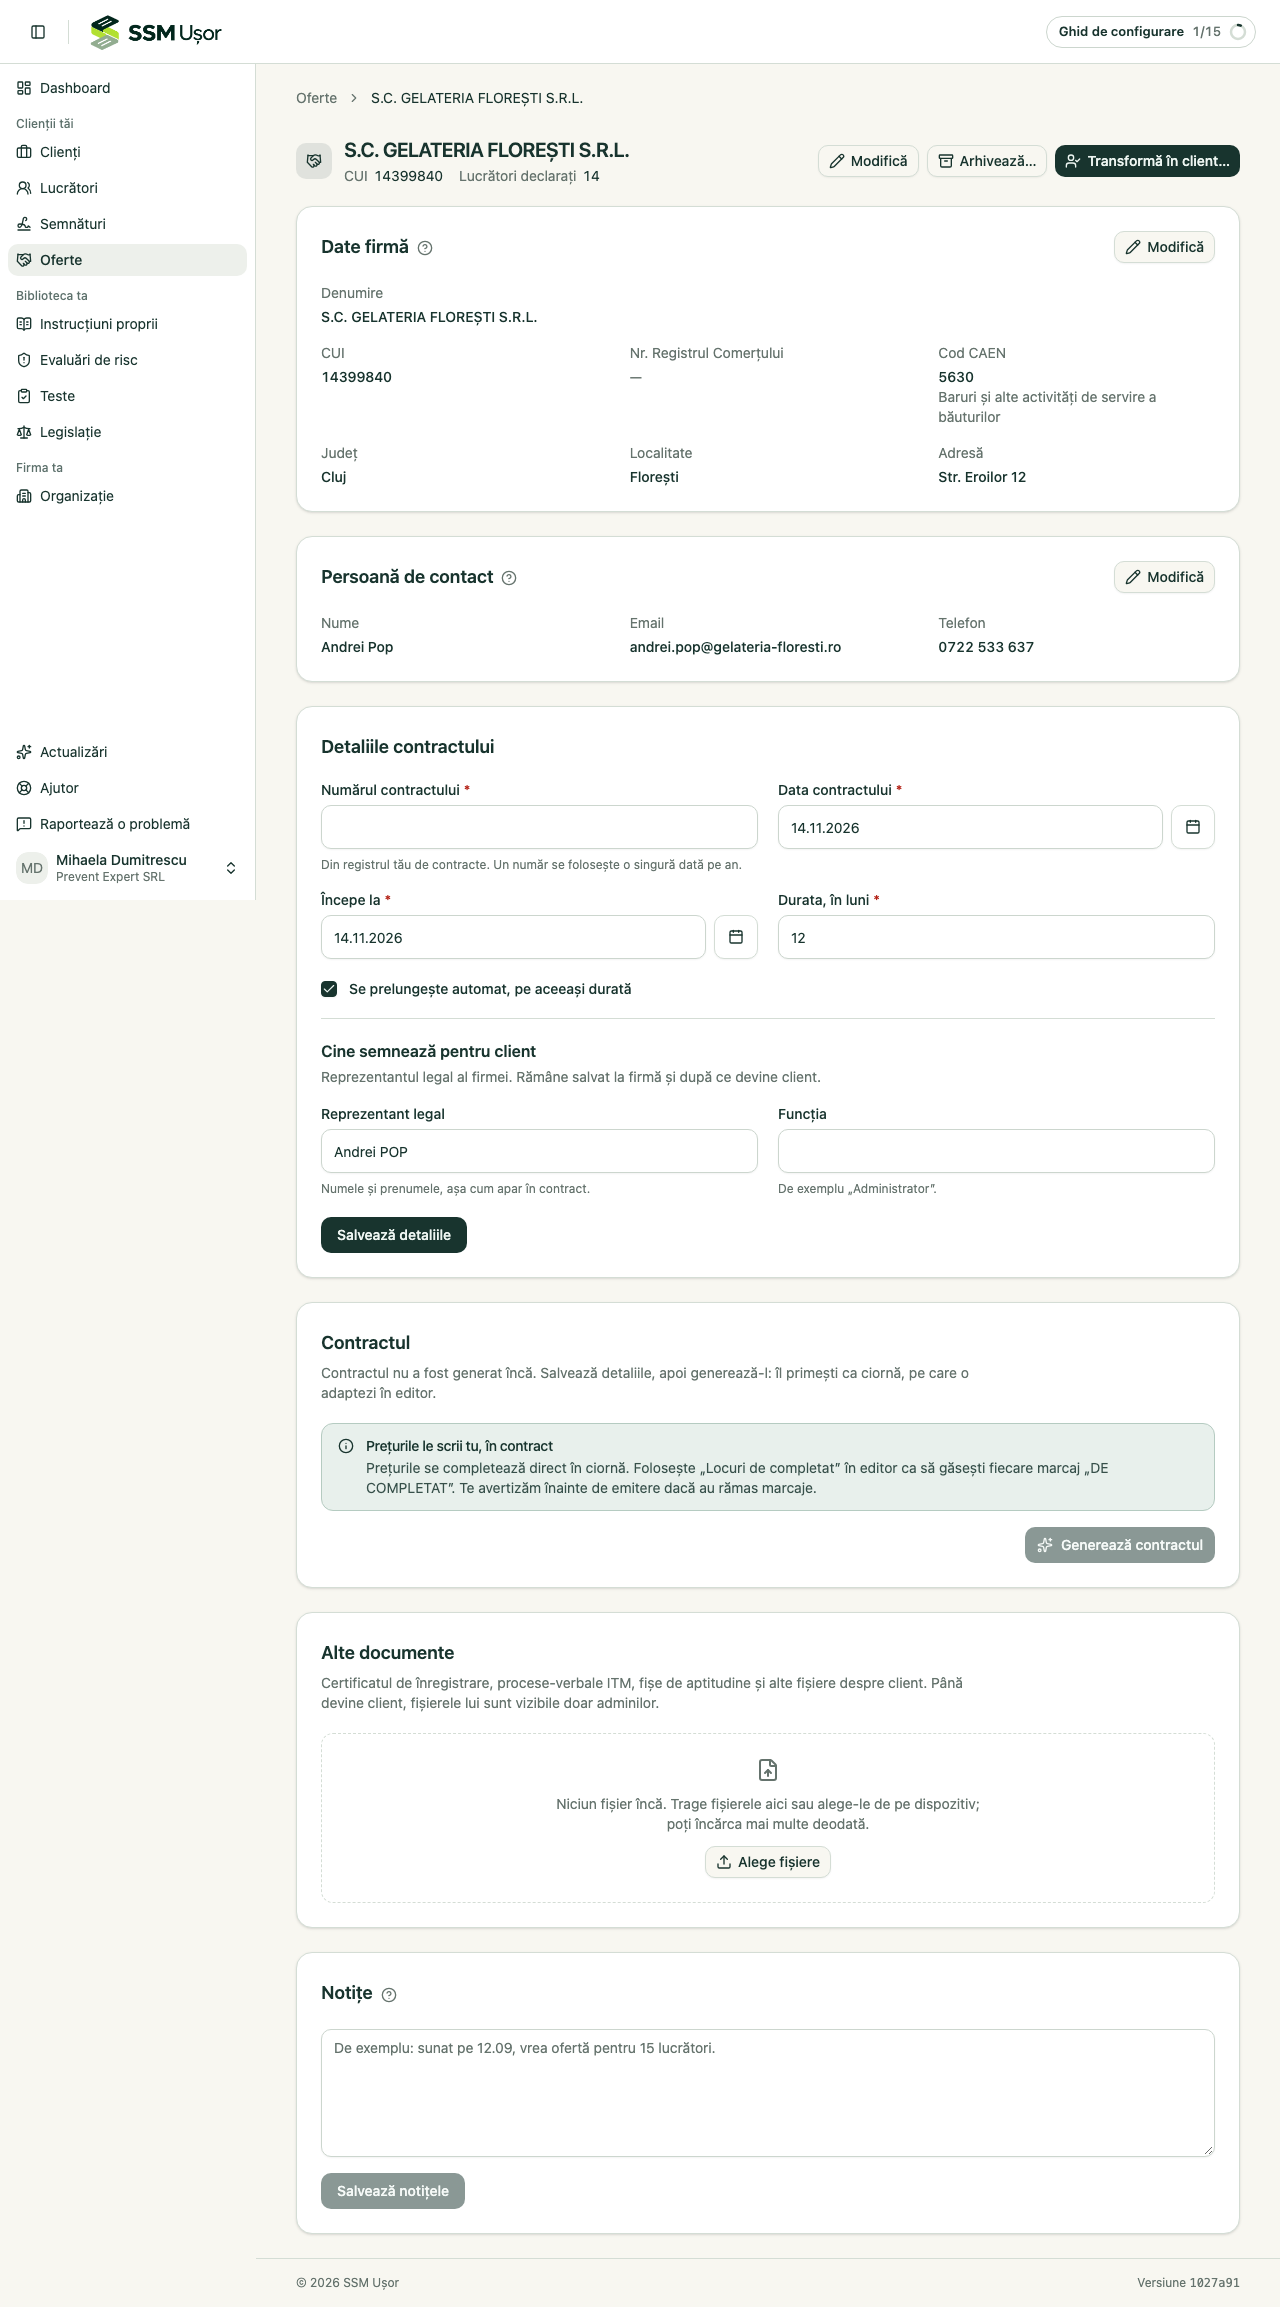 SSM Ușor
Ghid de configurare 1/15
Dashboard
Clienții tăi
Clienți
Lucrători
Semnături
Oferte
Biblioteca ta
Instrucțiuni proprii
Evaluări de risc
Teste
Legislație
Firma ta
Organizație
Actualizări
Ajutor
Raportează o problemă
MD
Mihaela Dumitrescu
Prevent Expert SRL
Oferte
S.C. GELATERIA FLOREȘTI S.R.L.
S.C. GELATERIA FLOREȘTI S.R.L.
CUI 14399840 Lucrători declarați 14
Modifică
Arhivează...
Transformă în client...
Date firmă
Modifică
Denumire
S.C. GELATERIA FLOREȘTI S.R.L.
CUI
14399840
Nr. Registrul Comerțului
—
Cod CAEN
5630
Baruri și alte activități de servire a
băuturilor
Județ
Cluj
Localitate
Florești
Adresă
Str. Eroilor 12
Persoană de contact
Modifică
Nume
Andrei Pop
Email
andrei.pop@gelateria-floresti.ro
Telefon
0722 533 637
Detaliile contractului
Numărul contractului *
Din registrul tău de contracte. Un număr se folosește o singură dată pe an.
Data contractului *
14.11.2026
Începe la *
14.11.2026
Durata, în luni *
12
Se prelungește automat, pe aceeași durată
Cine semnează pentru client
Reprezentantul legal al firmei. Rămâne salvat la firmă și după ce devine client.
Reprezentant legal
Andrei POP
Numele și prenumele, așa cum apar în contract.
Funcția
De exemplu „Administrator”.
Salvează detaliile
Contractul
Contractul nu a fost generat încă. Salvează detaliile, apoi generează-l: îl primești ca ciornă, pe care o
adaptezi în editor.
Prețurile le scrii tu, în contract
Prețurile se completează direct în ciornă. Folosește „Locuri de completat” în editor ca să găsești fiecare marcaj „DE
COMPLETAT”. Te avertizăm înainte de emitere dacă au rămas marcaje.
Generează contractul
Alte documente
Certificatul de înregistrare, procese-verbale ITM, fișe de aptitudine și alte fișiere despre client. Până
devine client, fișierele lui sunt vizibile doar adminilor.
Niciun fișier încă. Trage fișierele aici sau alege-le de pe dispozitiv;
poți încărca mai multe deodată.
Alege fișiere
Notițe
De exemplu: sunat pe 12.09, vrea ofertă pentru 15 lucrători.
Salvează notițele
© 2026 SSM Ușor
Versiune 1027a91